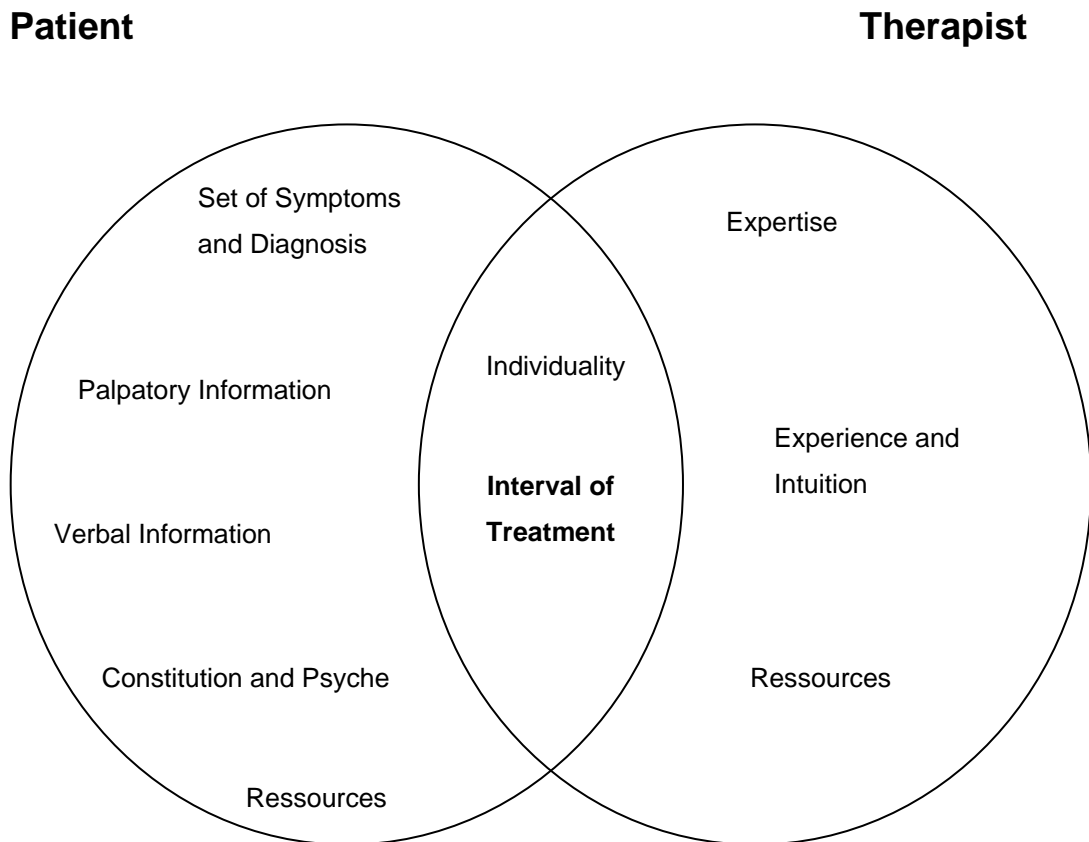 Patient
Therapist
Set of Symptoms
and Diagnosis
Palpatory Information
Verbal Information
Constitution and Psyche
Ressources
Individuality
Interval of
Treatment
Expertise
Experience and
Intuition
Ressources